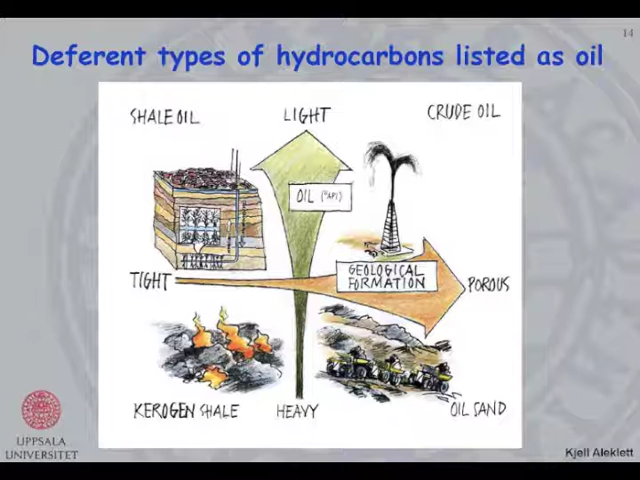 14
Deferent types of hydrocarbons listed as oil
SHALE OIL
LIGHT
CRUDE OIL
OIL (°API)
TIGHT
GEOLOGICAL
FORMATION
POROUS
KEROGEN SHALE
HEAVY
OIL SAND
UPPSALA
UNIVERSITET
Kjell Aleklett